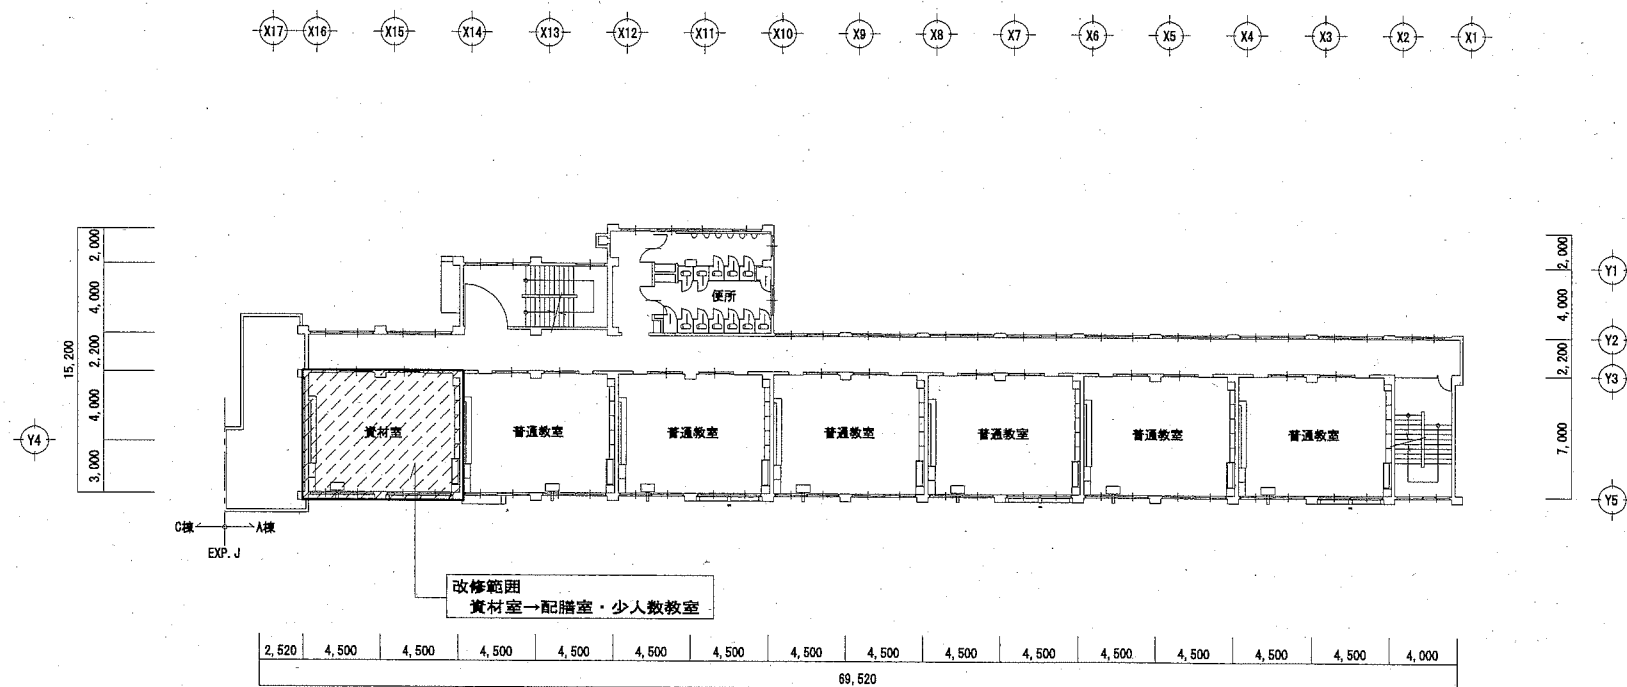 X17 X16 X15 X14 X13 X12 X11 X10 X9 X8 X7 X6 X5 X4 X3 X2 X1
2,000
4,000
2,200
4,000
3,000
15,200
Y4
便所
資材室
普通教室
普通教室
普通教室
普通教室
普通教室
普通教室
2,000
4,000
2,200
7,000
Y1
Y2
Y3
Y5
C棟 A棟
EXP.J
改修範囲
資材室→配膳室・少人数教室
2,520 4,500 4,500 4,500 4,500 4,500 4,500 4,500 4,500 4,500 4,500 4,500 4,500 4,500 4,500 4,000
69,520